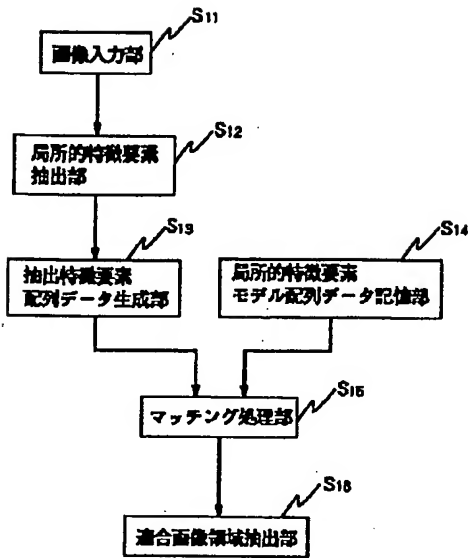 S11
画像入力部
S12
局所的特徴要素
抽出部
S13
抽出特徴要素
配列データ生成部
S14
局所的特徴要素
モデル配列データ記憶部
S15
マッチング処理部
S16
適合画像領域抽出部